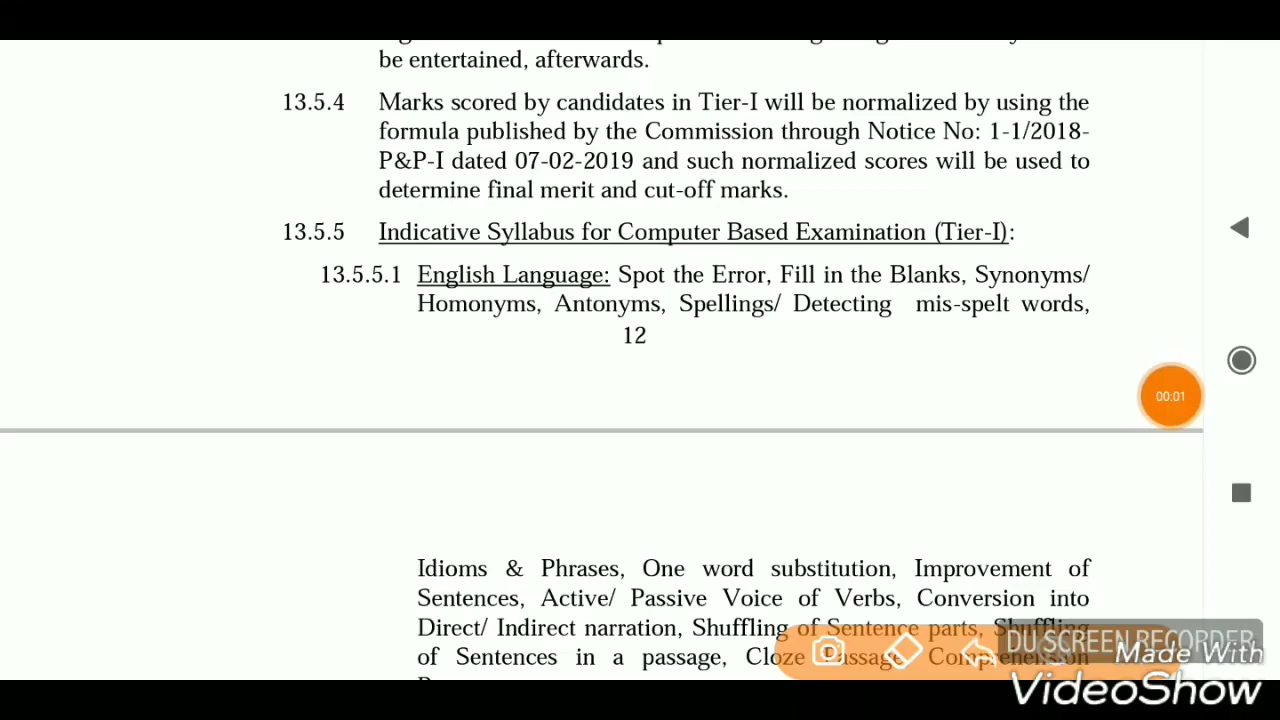 be entertained, afterwards.
13.5.4 Marks scored by candidates in Tier-I will be normalized by using the
formula published by the Commission through Notice No: 1-1/2018-
P&P-I dated 07-02-2019 and such normalized scores will be used to
determine final merit and cut-off marks.
13.5.5 Indicative Syllabus for Computer Based Examination (Tier-I):
13.5.5.1 English Language: Spot the Error, Fill in the Blanks, Synonyms/
Homonyms, Antonyms, Spellings/ Detecting mis-spelt words,
12
00:01
Idioms & Phrases, One word substitution, Improvement of
Sentences, Active/ Passive Voice of Verbs, Conversion into
Direct/ Indirect narration, Shuffling of Sentence parts, Shuffling
of Sentences in a passage, Cloze Passage, Comprehension
DU SCREEN RECORDER
Made With
VideoShow